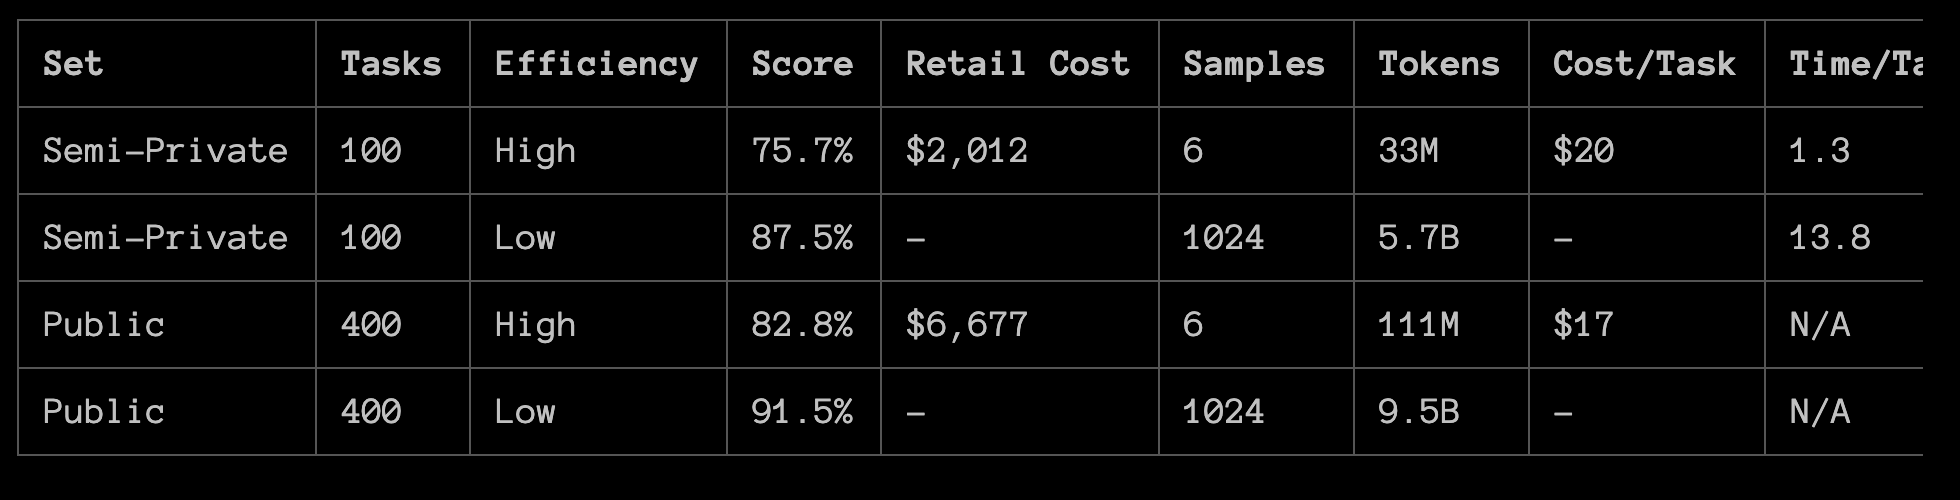 Set Tasks Efficiency Score Retail Cost Samples Tokens Cost/Task Time/Ta
Semi-Private 100 High 75.7% $2,012 6 33M $20 1.3
Semi-Private 100 Low 87.5% – 1024 5.7B – 13.8
Public 400 High 82.8% $6,677 6 111M $17 N/A
Public 400 Low 91.5% – 1024 9.5B – N/A